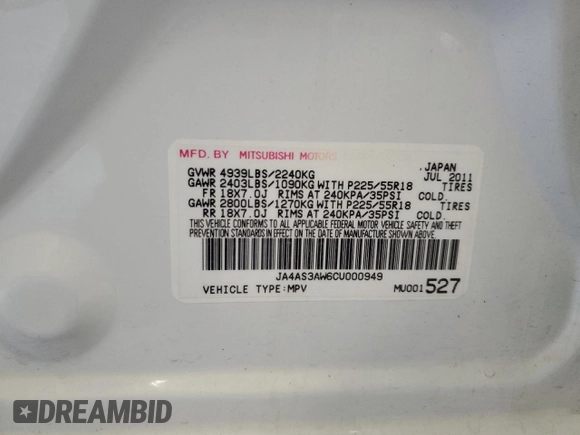 MFD. BY MITSUBISHI MOTORS
JAPAN
GVWR 4939LBS/2240KG JUL 2011
GAWR 2403LBS/1090KG WITH P225/55R18 TIRES
FR 18X7.0J RIMS AT 240KPA/35PSI COLD.
GAWR 2800LBS/1270KG WITH P225/55R18 TIRES
RR 18X7.0J RIMS AT 240KPA/35PSI COLD.
THIS VEHICLE CONFORMS TO ALL APPLICABLE FEDERAL MOTOR VEHICLE SAFETY AND THEFT
PREVENTION STANDARDS IN EFFECT ON THE DATE OF MANUFACTURE SHOWN ABOVE.
JA4AS3AW6CU000949
VEHICLE TYPE:MPV MU001527
DREAMBID